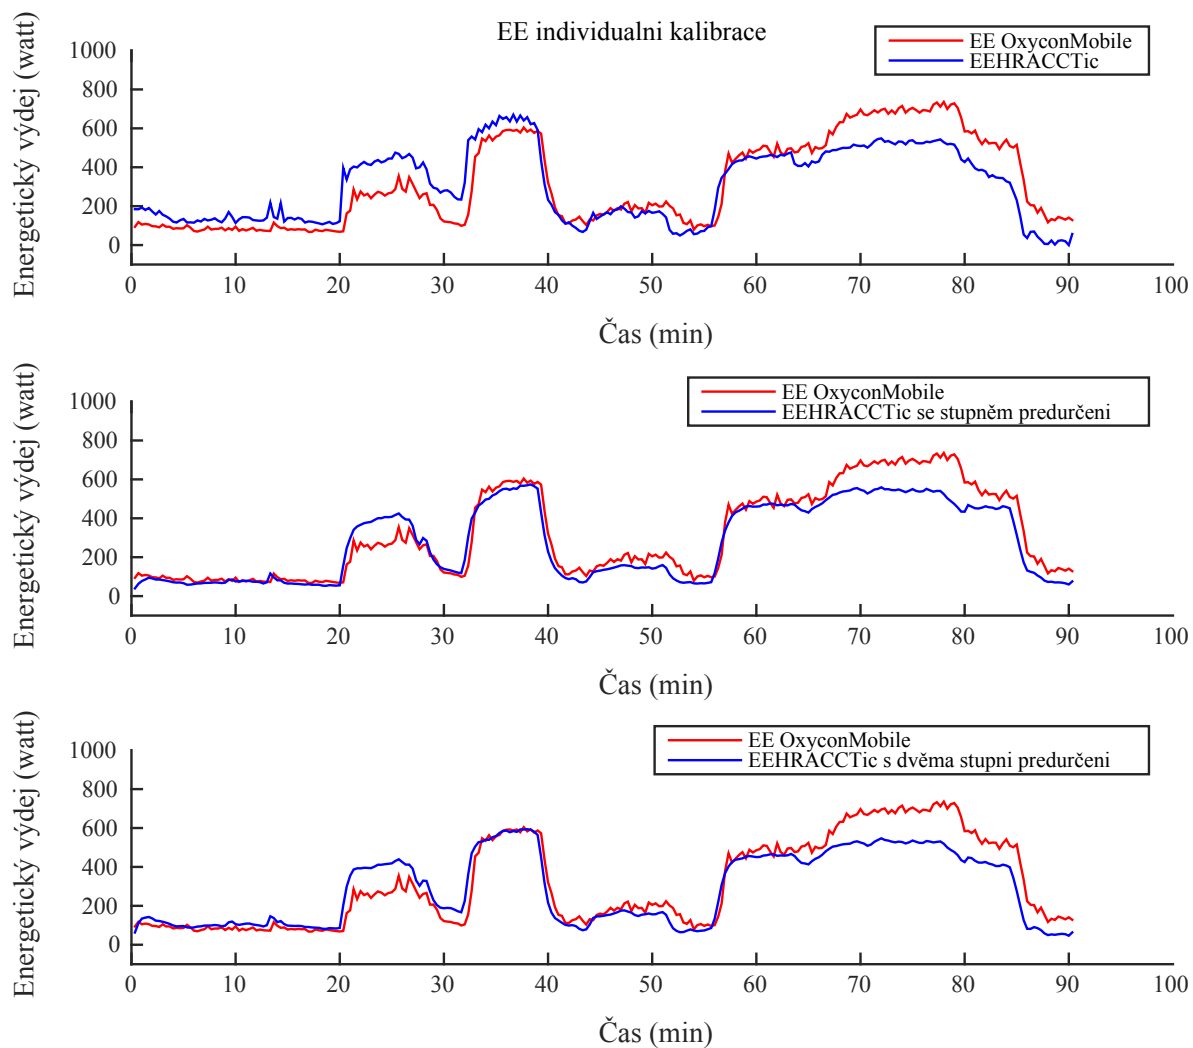 EE individualni kalibrace
EE OxyconMobile
EEHRACCTic
Energetický výdej (watt)
1000
800
600
400
200
0
0 10 20 30 40 50 60 70 80 90 100
Čas (min)
EE OxyconMobile
EEHRACCTic se stupněm predurčeni
Energetický výdej (watt)
1000
800
600
400
200
0
0 10 20 30 40 50 60 70 80 90 100
Čas (min)
EE OxyconMobile
EEHRACCTic s dvěma stupni predurčeni
Energetický výdej (watt)
1000
800
600
400
200
0
0 10 20 30 40 50 60 70 80 90 100
Čas (min)